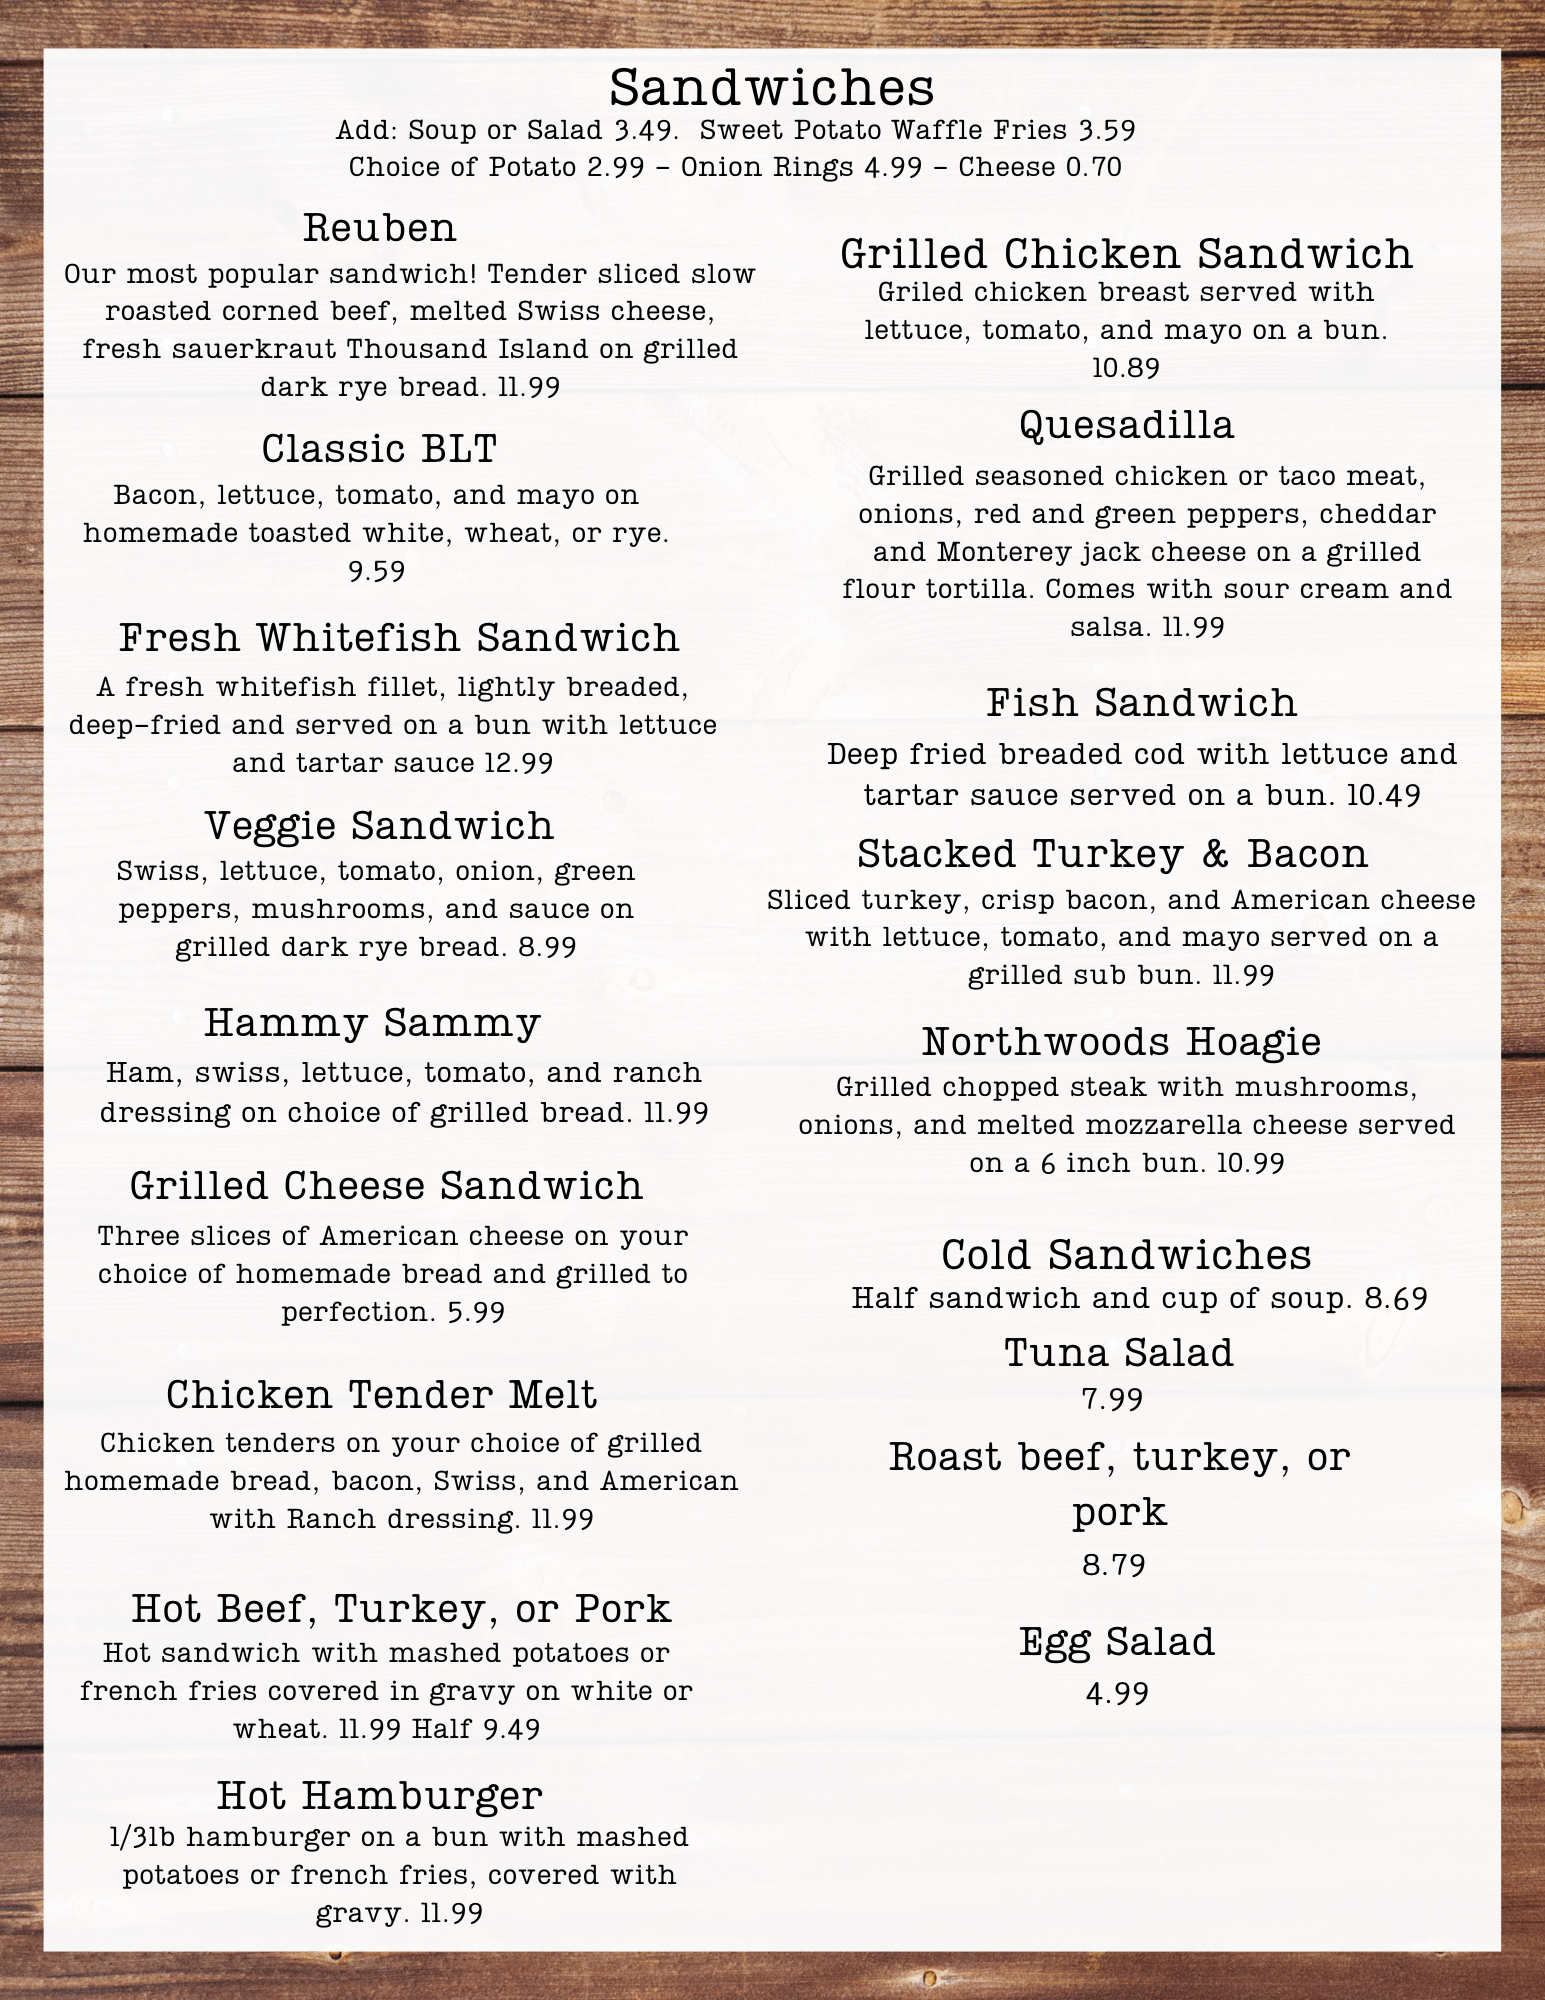 Sandwiches
Add: Soup or Salad 3.49.  Sweet Potato Waffle Fries 3.59
Choice of Potato 2.99 - Onion Rings 4.99 - Cheese 0.70
Reuben
Our most popular sandwich! Tender sliced slow
roasted corned beef, melted Swiss cheese,
fresh sauerkraut Thousand Island on grilled
dark rye bread. 11.99
Classic BLT
Bacon, lettuce, tomato, and mayo on
homemade toasted white, wheat, or rye.
9.59
Fresh Whitefish Sandwich
A fresh whitefish fillet, lightly breaded,
deep-fried and served on a bun with lettuce
and tartar sauce 12.99
Veggie Sandwich
Swiss, lettuce, tomato, onion, green
peppers, mushrooms, and sauce on
grilled dark rye bread. 8.99
Hammy Sammy
Ham, swiss, lettuce, tomato, and ranch
dressing on choice of grilled bread. 11.99
Grilled Cheese Sandwich
Three slices of American cheese on your
choice of homemade bread and grilled to
perfection. 5.99
Chicken Tender Melt
Chicken tenders on your choice of grilled
homemade bread, bacon, Swiss, and American
with Ranch dressing. 11.99
Hot Beef, Turkey, or Pork
Hot sandwich with mashed potatoes or
french fries covered in gravy on white or
wheat. 11.99 Half 9.49
Hot Hamburger
1/3lb hamburger on a bun with mashed
potatoes or french fries, covered with
gravy. 11.99
Grilled Chicken Sandwich
Griled chicken breast served with
lettuce, tomato, and mayo on a bun.
10.89
Quesadilla
Grilled seasoned chicken or taco meat,
onions, red and green peppers, cheddar
and Monterey jack cheese on a grilled
flour tortilla. Comes with sour cream and
salsa. 11.99
Fish Sandwich
Deep fried breaded cod with lettuce and
tartar sauce served on a bun. 10.49
Stacked Turkey & Bacon
Sliced turkey, crisp bacon, and American cheese
with lettuce, tomato, and mayo served on a
grilled sub bun. 11.99
Northwoods Hoagie
Grilled chopped steak with mushrooms,
onions, and melted mozzarella cheese served
on a 6 inch bun. 10.99
Cold Sandwiches
Half sandwich and cup of soup. 8.69
Tuna Salad
7.99
Roast beef, turkey, or
pork
8.79
Egg Salad
4.99